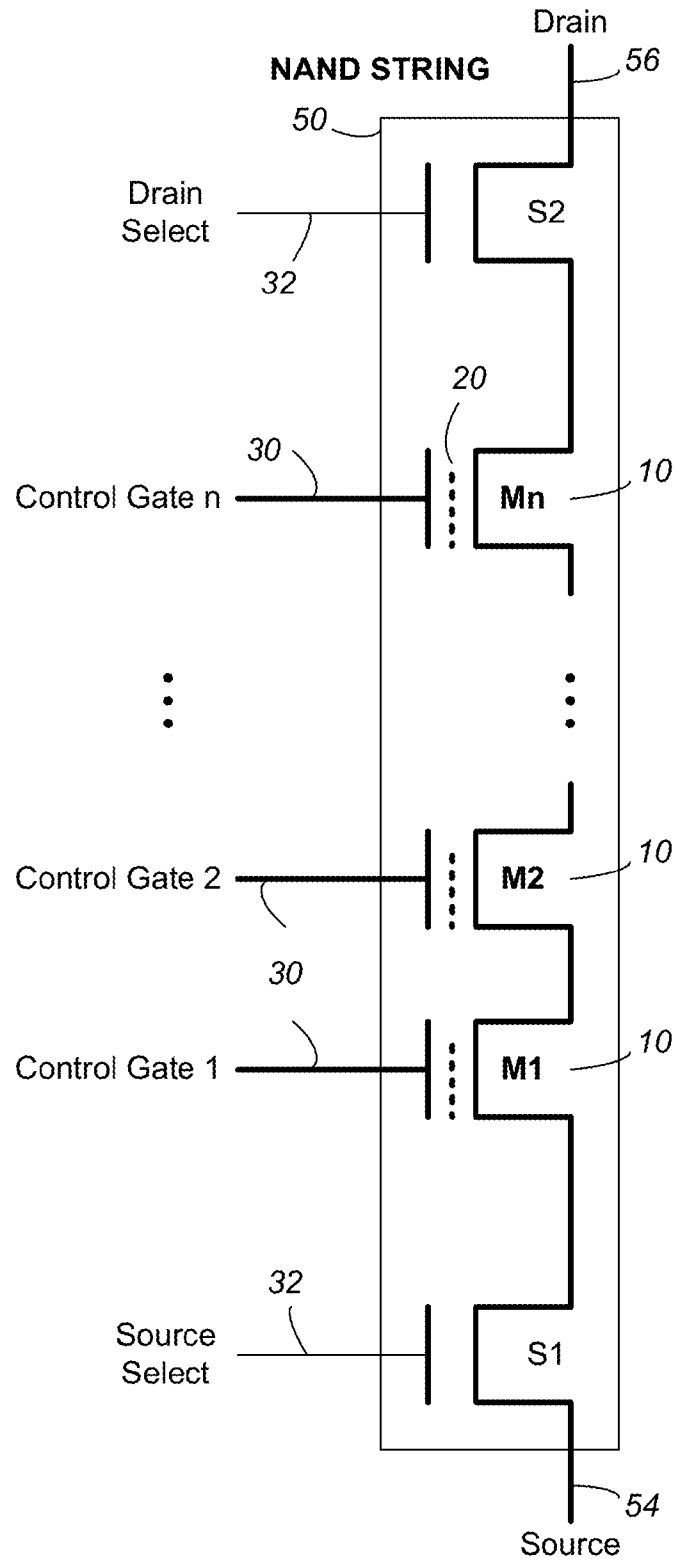 Drain
NAND STRING
56
50
Drain
Select
S2
32
20
30
10
Control Gate n
Mn
10
Control Gate 2
M2
30
10
Control Gate 1
M1
32
Source
Select
S1
54
Source